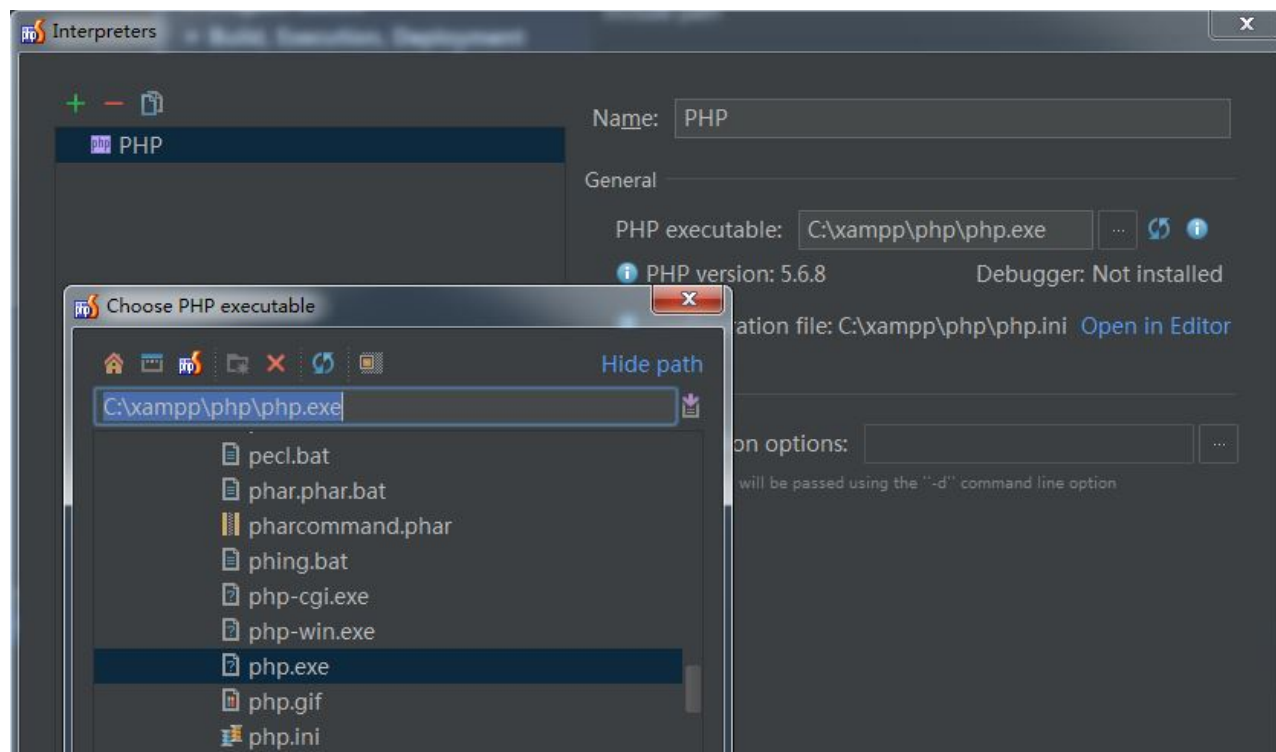 Interpreters
Name: PHP
PHP
General
PHP executable: C:\xampp\php\php.exe ...
PHP version: 5.6.8 Debugger: Not installed
Choose PHP executable
ration file: C:\xampp\php\php.ini Open in Editor
Hide path
C:\xampp\php\php.exe
on options: ...
pecl.bat
will be passed using the "-d" command line option
phar.phar.bat
pharcommand.phar
phing.bat
php-cgi.exe
php-win.exe
php.exe
php.gif
php.ini